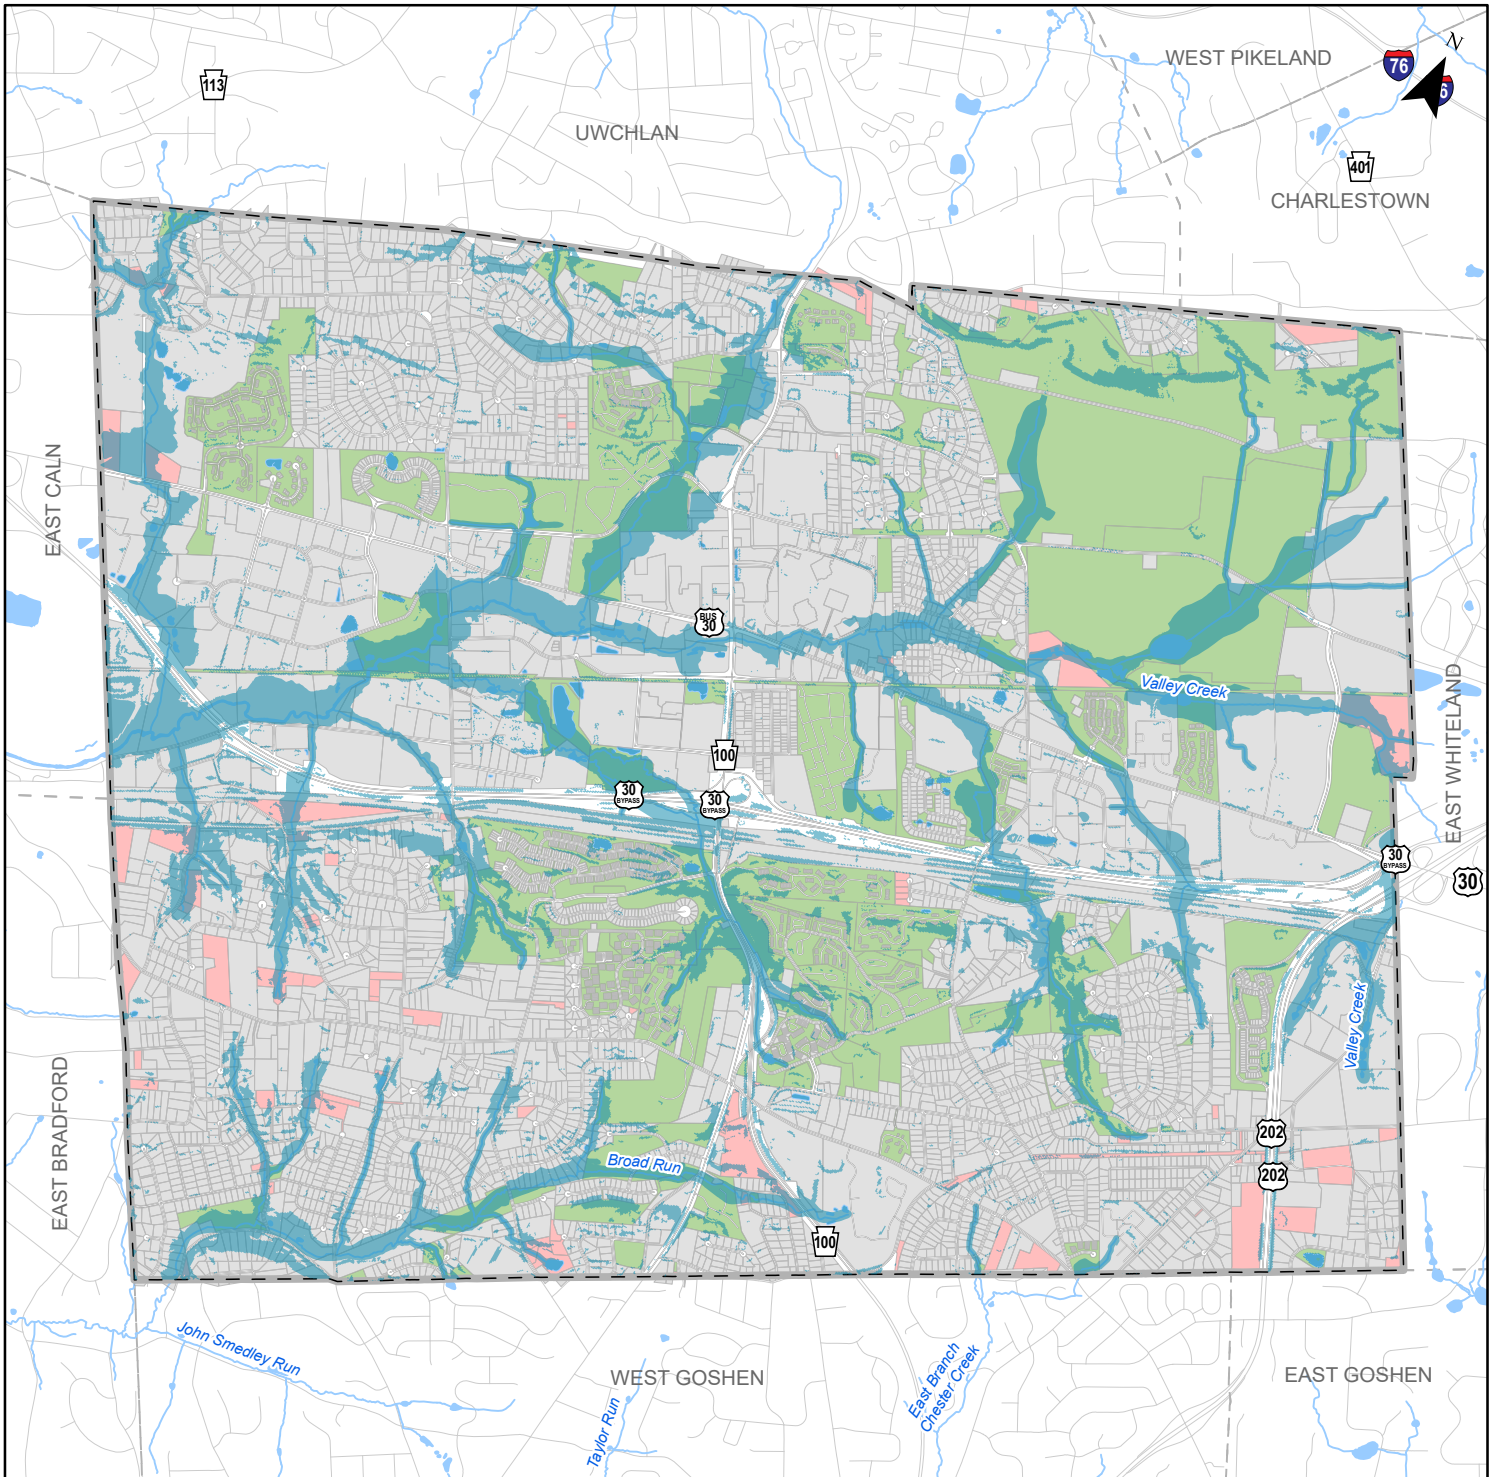 WEST PIKELAND
N
76
6
113
UWCHLAN
401
CHARLESTOWN
EAST CALN
BUS
30
Valley Creek
EAST WHITELAND
100
30
BYPASS
30
BYPASS
30
BYPASS
30
Valley Creek
EAST BRADFORD
202
202
Broad Run
100
John Smedley Run
WEST GOSHEN
East Branch
Chester Creek
EAST GOSHEN
Taylor Run